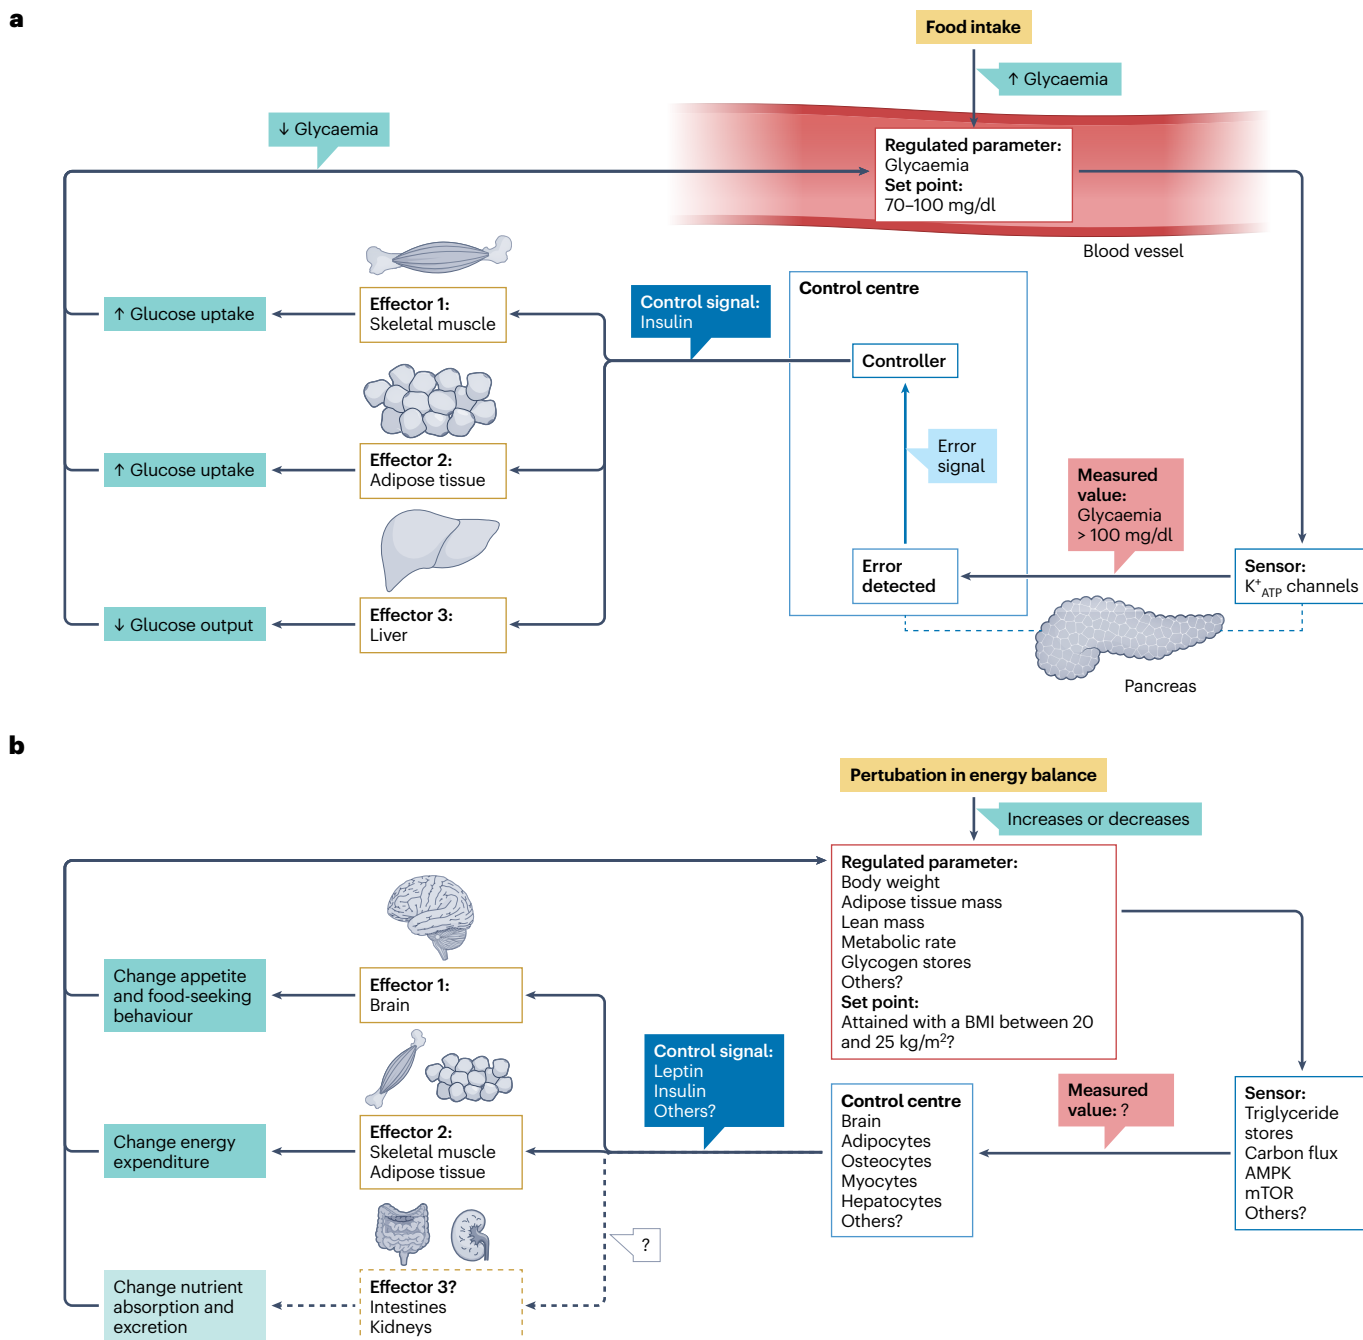 a
Food intake
↑ Glycaemia
↓ Glycaemia
Regulated parameter:
Glycaemia
Set point:
70–100 mg/dl
Blood vessel
Control centre
Controller
Error
signal
Error
detected
Measured
value:
Glycaemia
> 100 mg/dl
Sensor:
K⁺ATP channels
Pancreas
Control signal:
Insulin
Effector 1:
Skeletal muscle
↑ Glucose uptake
Effector 2:
Adipose tissue
↑ Glucose uptake
Effector 3:
Liver
↓ Glucose output
b
Pertubation in energy balance
Increases or decreases
Regulated parameter:
Body weight
Adipose tissue mass
Lean mass
Metabolic rate
Glycogen stores
Others?
Set point:
Attained with a BMI between 20
and 25 kg/m²?
Sensor:
Triglyceride
stores
Carbon flux
AMPK
mTOR
Others?
Measured
value: ?
Control centre
Brain
Adipocytes
Osteocytes
Myocytes
Hepatocytes
Others?
Control signal:
Leptin
Insulin
Others?
?
Effector 1:
Brain
Change appetite
and food-seeking
behaviour
Effector 2:
Skeletal muscle
Adipose tissue
Change energy
expenditure
Effector 3?
Intestines
Kidneys
Change nutrient
absorption and
excretion